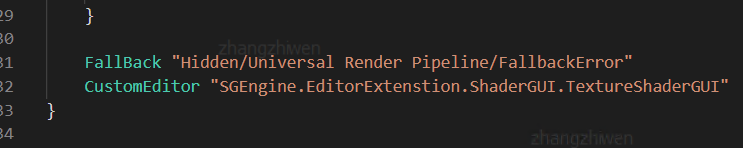 29 }
30 zhangzhiwen
31 FallBack "Hidden/Universal Render Pipeline/FallbackError"
32 CustomEditor "SGEngine.EditorExtenstion.ShaderGUI.TextureShaderGUI"
33 }
34 zhangzhiwen